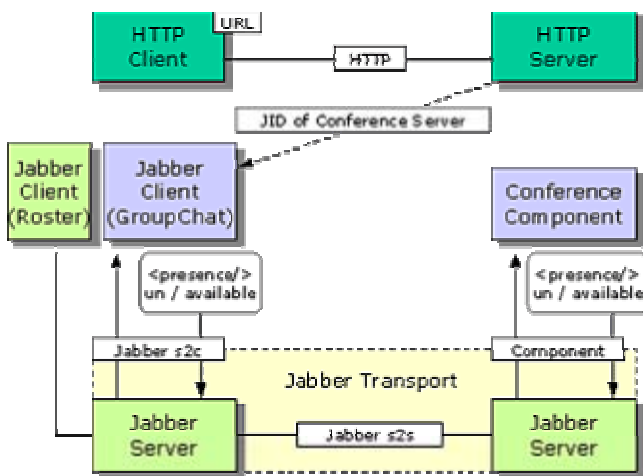 URL
HTTP
Client
HTTP
HTTP
Server
JID of Conference Server
Jabber
Client
(Roster)
Jabber
Client
(GroupChat)
Conference
Component
<presence/>
un / available
<presence/>
un / available
Jabber s2c
Component
Jabber Transport
Jabber
Server
Jabber s2s
Jabber
Server